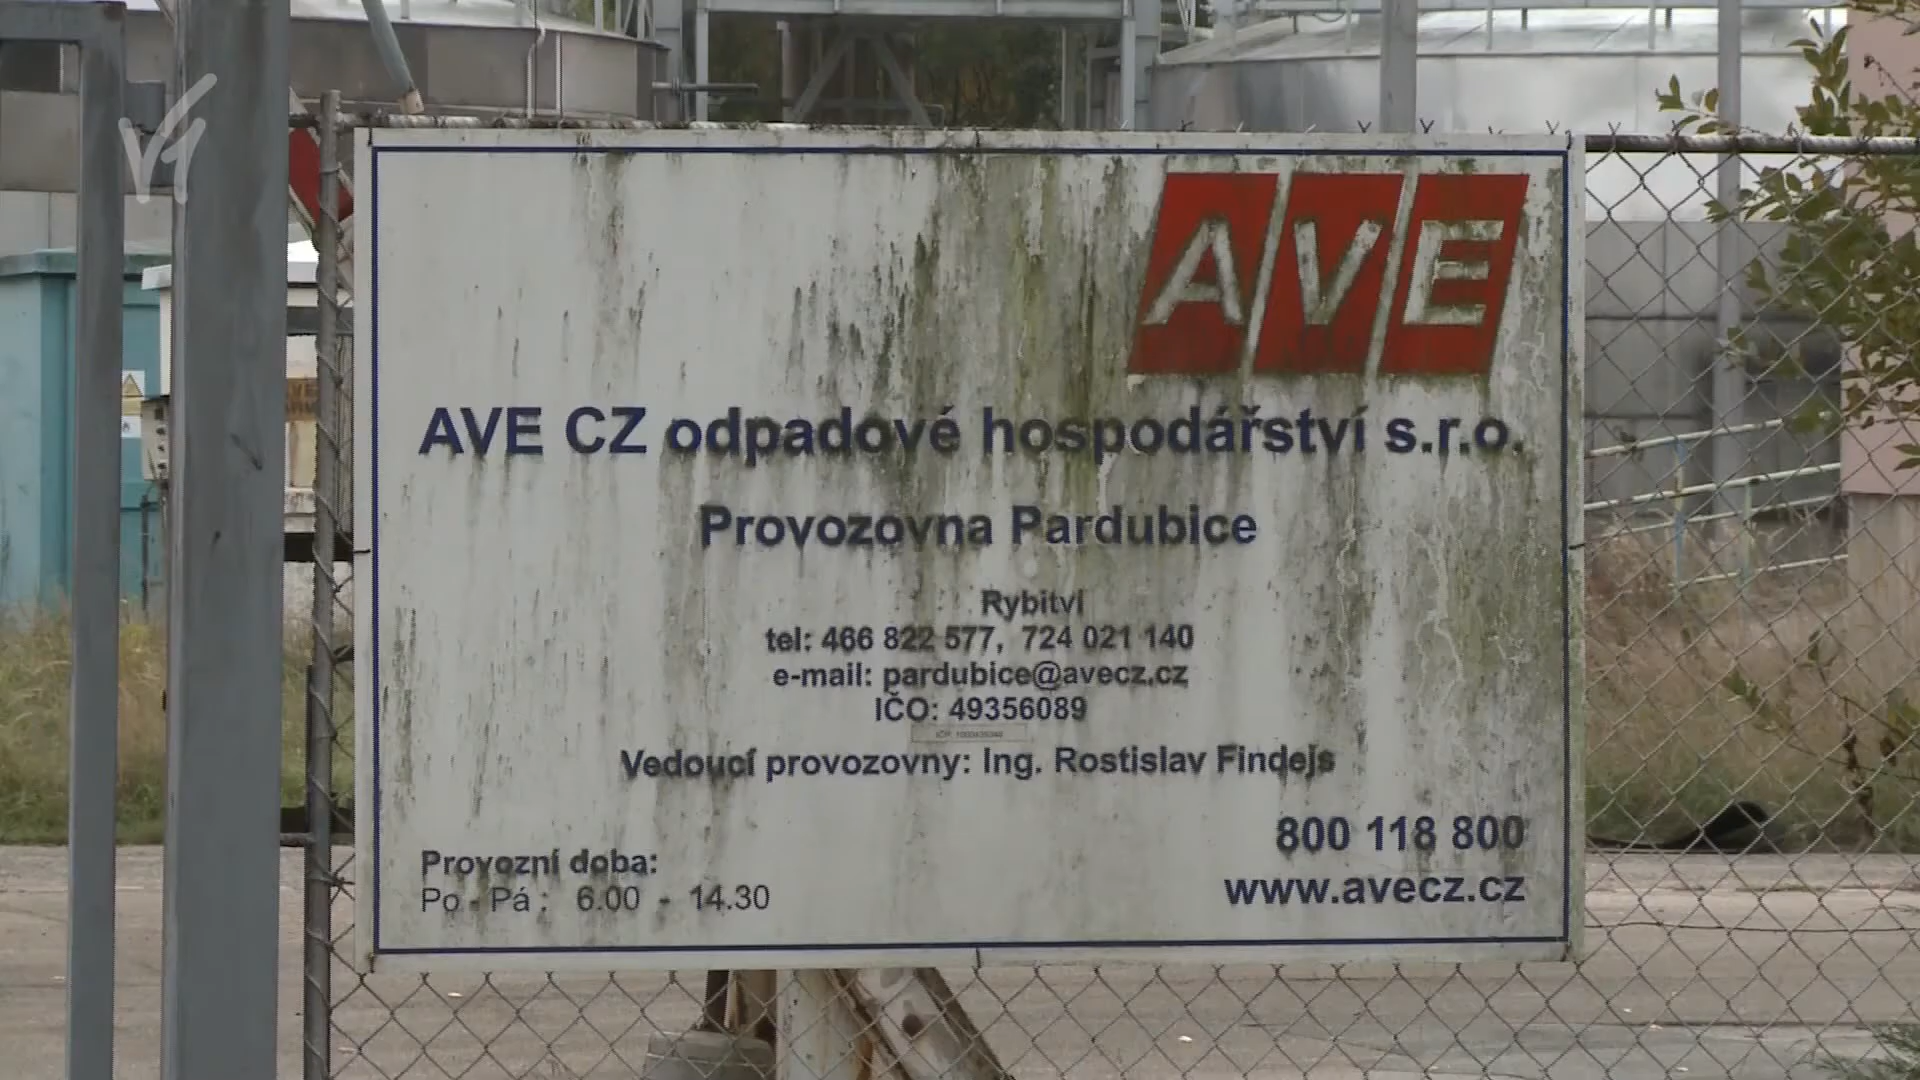 V1
AVE
AVE CZ odpadové hospodářství s.r.o.
Provozovna Pardubice
Rybitví
tel: 466 822 577, 724 021 140
e-mail: pardubice@avecz.cz
IČO: 49356089
Vedoucí provozovny: Ing. Rostislav Findejs
800 118 800
Provozní doba:
Po - Pá : 6.00 - 14.30
www.avecz.cz